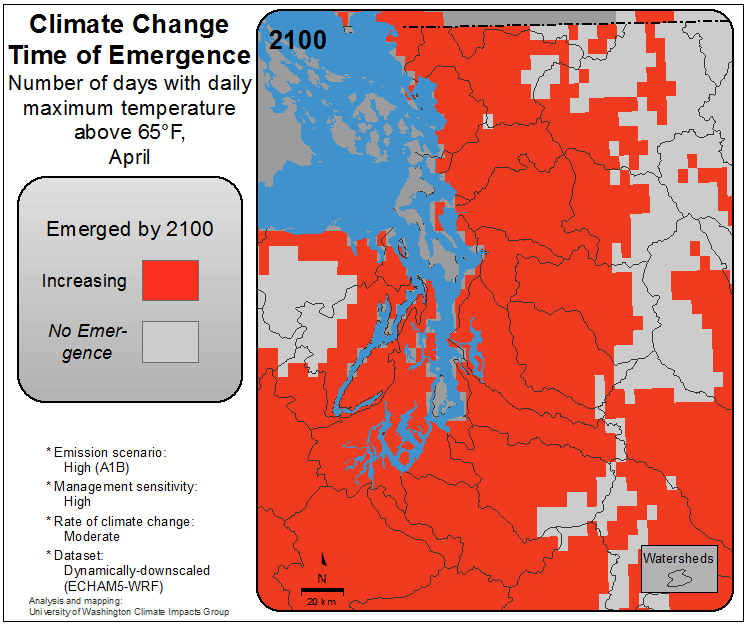 Climate Change
Time of Emergence
Number of days with daily
maximum temperature
above 65°F,
April
Emerged by 2100
Increasing
No Emer-
gence
* Emission scenario:
High (A1B)
* Management sensitivity:
High
* Rate of climate change:
Moderate
* Dataset:
Dynamically-downscaled
(ECHAM5-WRF)
Analysis and mapping:
University of Washington Climate Impacts Group
2100
N
20 km
Watersheds